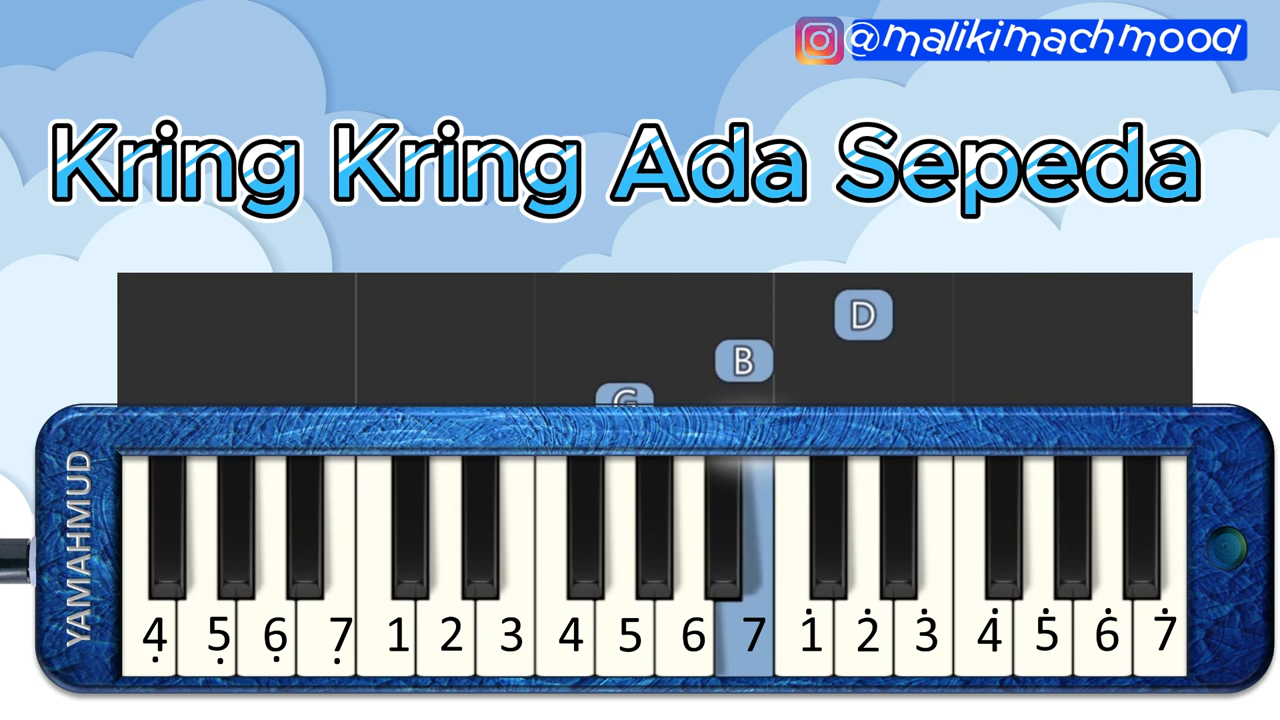 @malikimachmood
Kring Kring Ada Sepeda
D
B
G
YAMAHMUD
4̣ 5̣ 6̣ 7̣ 1 2 3 4 5 6 7 1̇ 2̇ 3̇ 4̇ 5̇ 6̇ 7̇